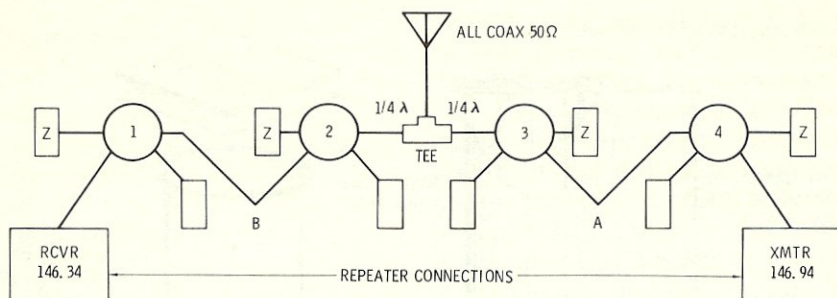 ALL COAX 50Ω
1/4 λ 1/4 λ
Z 1 Z 2 3 Z 4 Z
TEE
B A
RCVR
146.34
XMTR
146.94
REPEATER CONNECTIONS